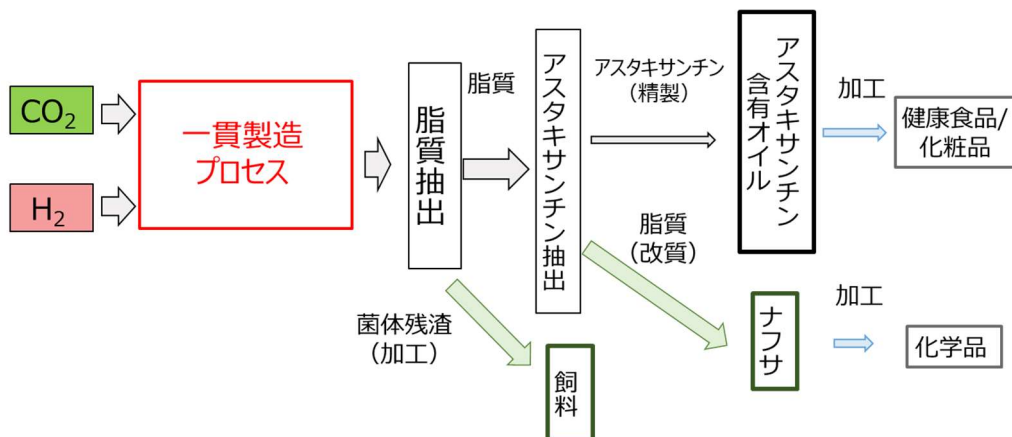 CO₂
H₂
一貫製造
プロセス
脂質抽出
脂質
アスタキサンチン抽出
アスタキサンチン
（精製）
アスタキサンチン
含有オイル
加工
健康食品/
化粧品
菌体残渣
（加工）
飼料
脂質
（改質）
ナフサ
加工
化学品